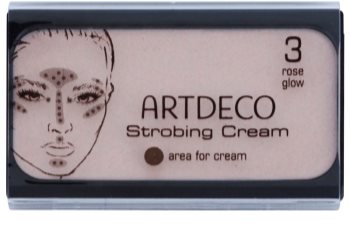 3
rose
glow
ARTDECO
Strobing Cream
area for cream